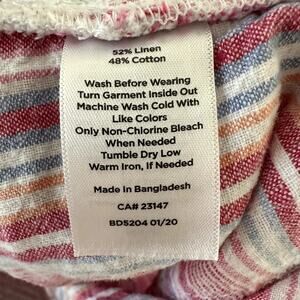 52% Linen
48% Cotton
Wash Before Wearing
Turn Garment Inside Out
Machine Wash Cold With
Like Colors
Only Non-Chlorine Bleach
When Needed
Tumble Dry Low
Warm Iron, If Needed
Made in Bangladesh
CA# 23147
BD5204 01/20